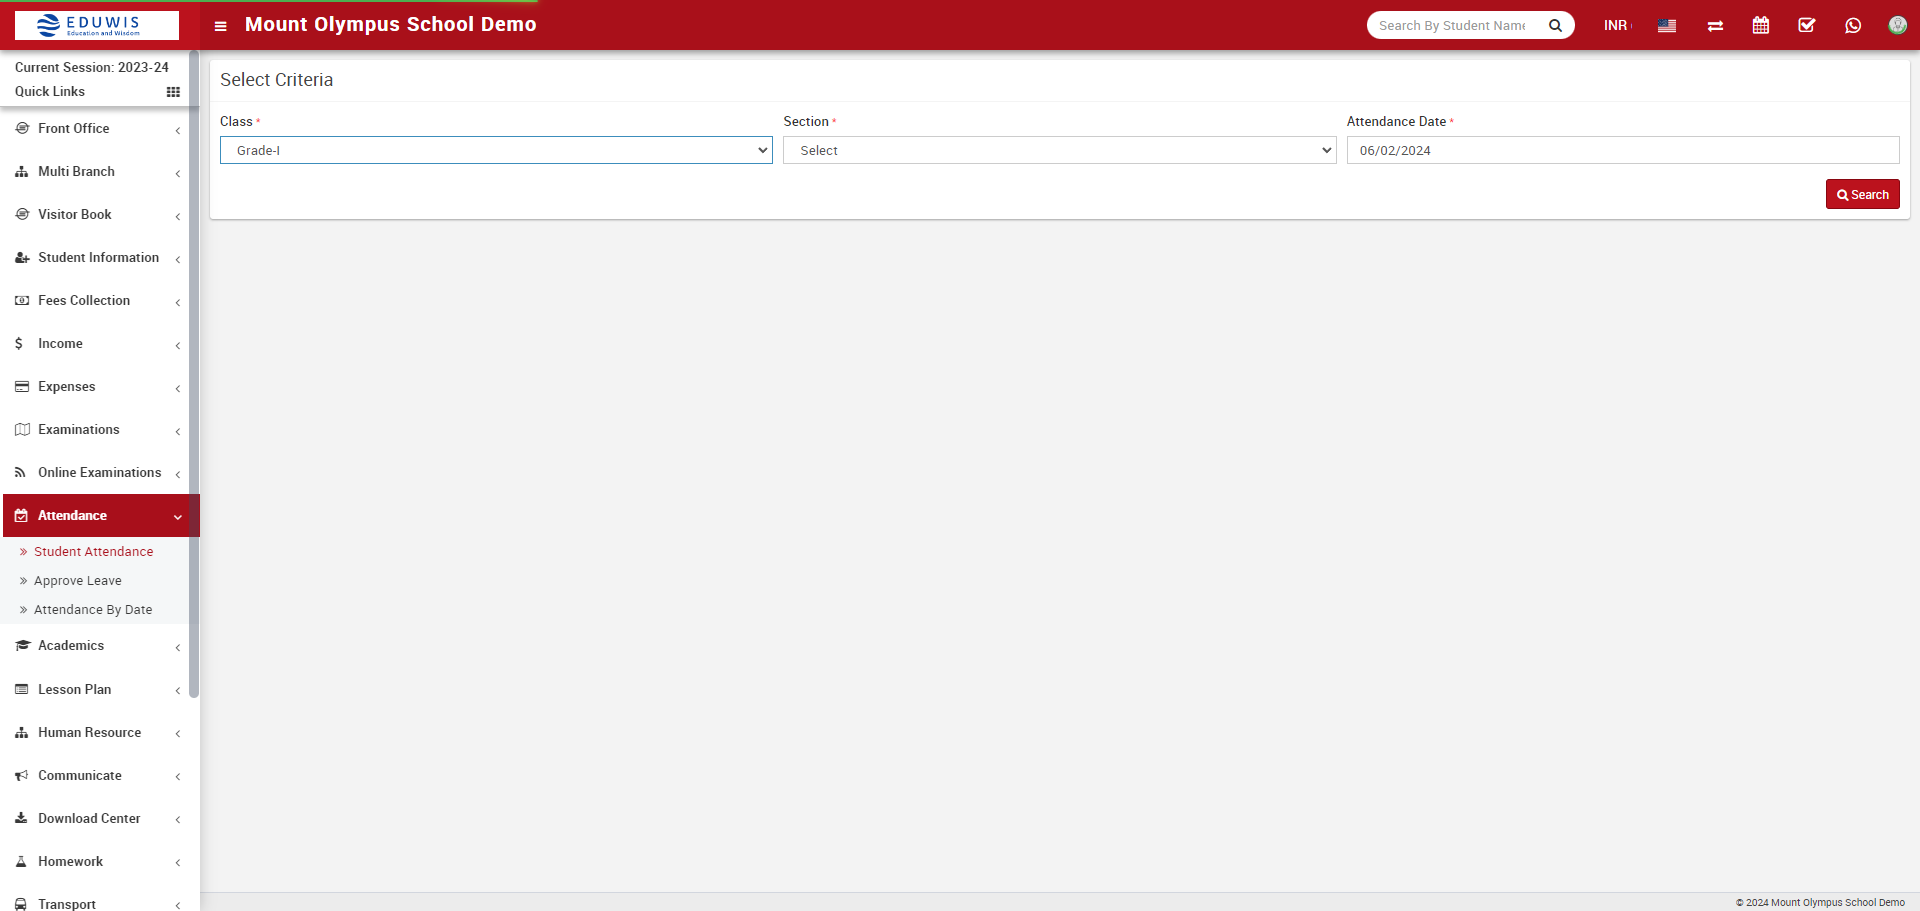 EDUWIS
Education and Wisdom
Mount Olympus School Demo
Search By Student Name
INR
Current Session: 2023-24
Quick Links
Front Office
Multi Branch
Visitor Book
Student Information
Fees Collection
Income
Expenses
Examinations
Online Examinations
Attendance
Student Attendance
Approve Leave
Attendance By Date
Academics
Lesson Plan
Human Resource
Communicate
Download Center
Homework
Transport
Select Criteria
Class *
Section *
Attendance Date *
Grade-I
Select
06/02/2024
Search
© 2024 Mount Olympus School Demo